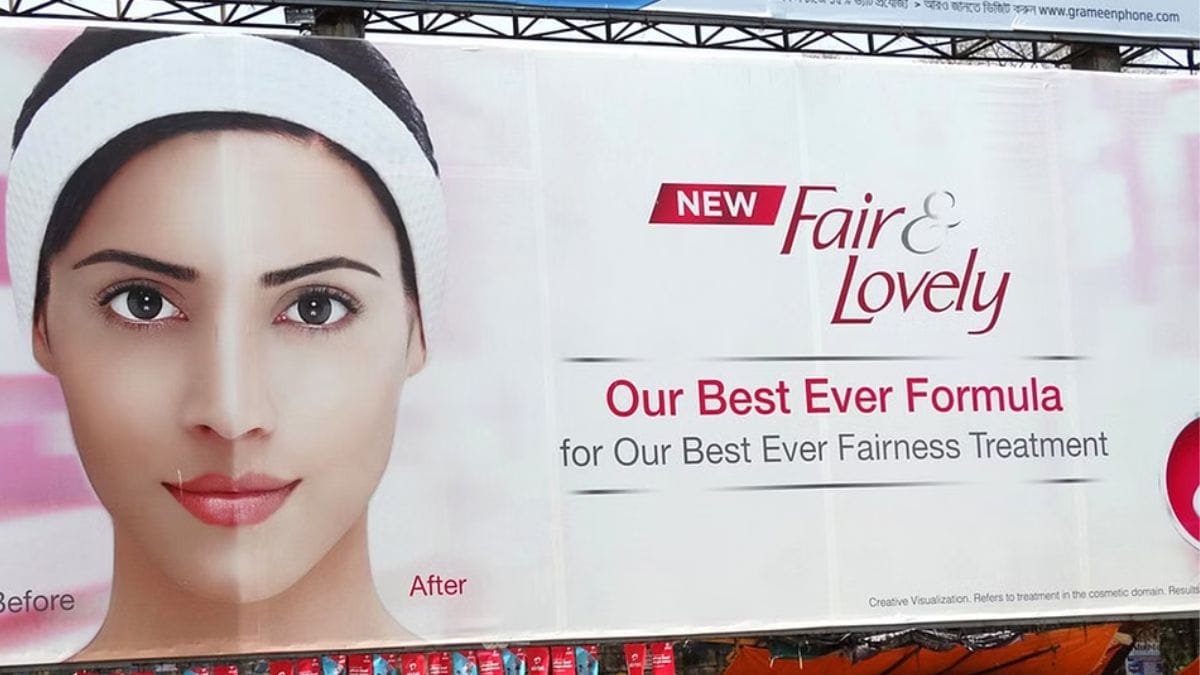 প্রযোজ্য > আরও জানতে ভিজিট করুন www.grameenphone.com
NEW
Fair &
Lovely
Our Best Ever Formula
for Our Best Ever Fairness Treatment
Before
After
Creative Visualization. Refers to treatment in the cosmetic domain. Results